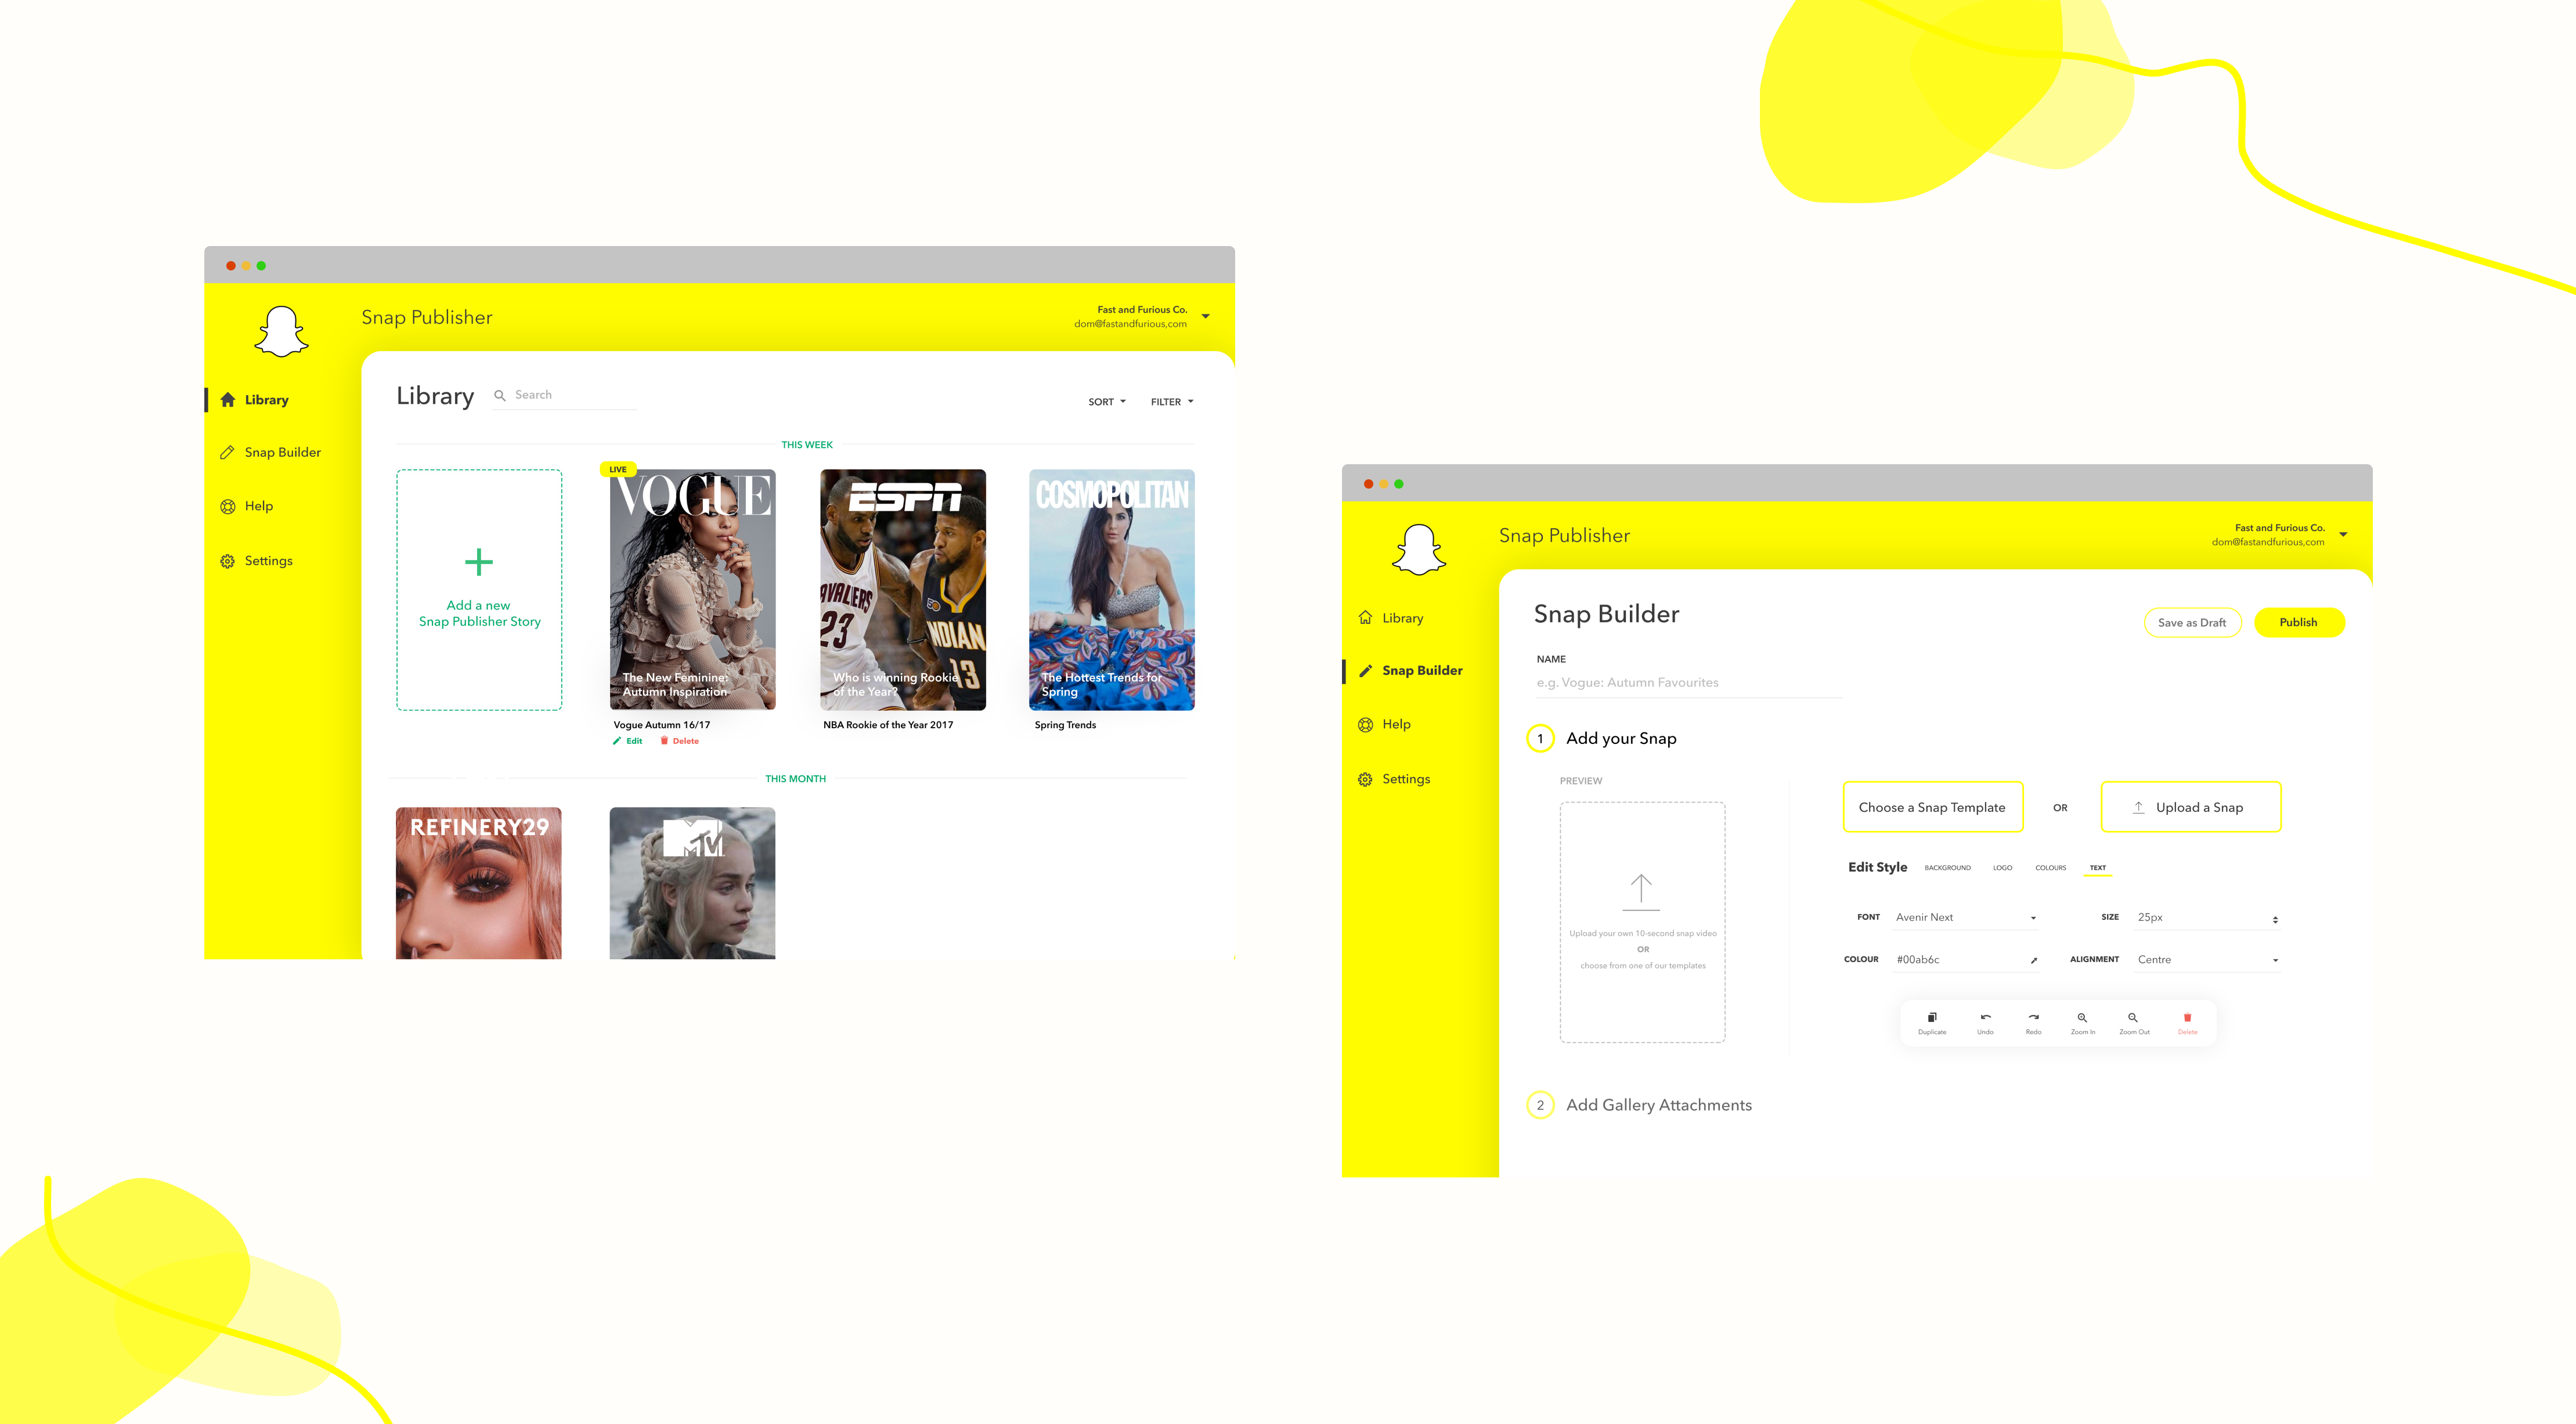 Snap Publisher
Fast and Furious Co.
dom@fastandfurious,com
Library
Snap Builder
Help
Settings
Library
Search
SORT
FILTER
THIS WEEK
Add a new
Snap Publisher Story
LIVE
VOGUE
The New Feminine:
Autumn Inspiration
Vogue Autumn 16/17
Edit
Delete
ESPN
AVALIERS
23
INDIAN
13
Who is winning Rookie
of the Year?
NBA Rookie of the Year 2017
COSMOPOLITAN
The Hottest Trends for
Spring
Spring Trends
THIS MONTH
REFINERY29
MTV
Snap Publisher
Fast and Furious Co.
dom@fastandfurious,com
Library
Snap Builder
Help
Settings
Snap Builder
Save as Draft
Publish
NAME
e.g. Vogue: Autumn Favourites
1 Add your Snap
PREVIEW
Upload your own 10-second snap video
OR
choose from one of our templates
Choose a Snap Template
OR
Upload a Snap
Edit Style
BACKGROUND
LOGO
COLOURS
TEXT
FONT Avenir Next
SIZE 25px
COLOUR #00ab6c
ALIGNMENT Centre
Duplicate
Undo
Redo
Zoom In
Zoom Out
Delete
2 Add Gallery Attachments